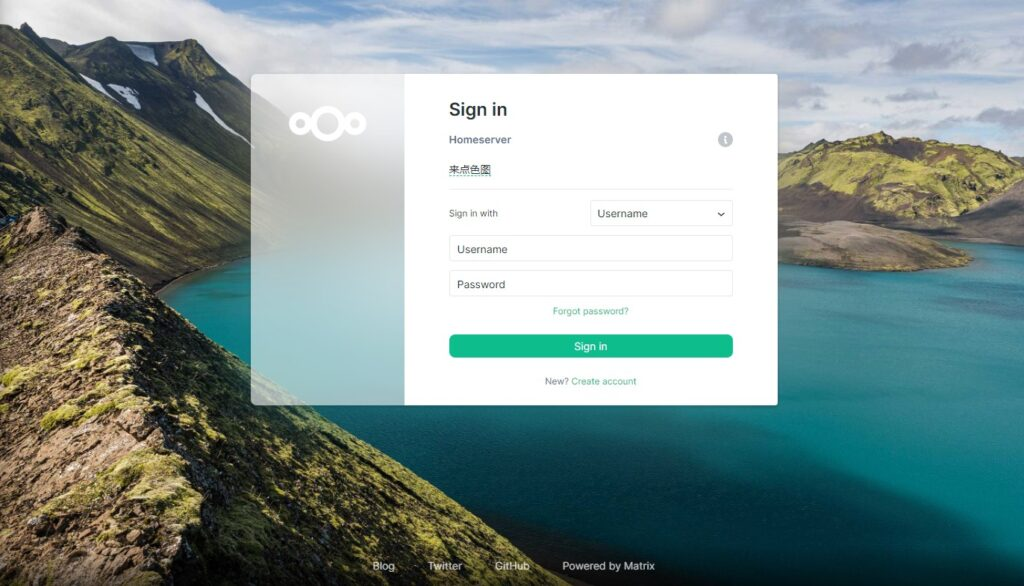 Sign in
Homeserver
来点色图
Sign in with
Username
Username
Password
Forgot password?
Sign in
New? Create account
Blog Twitter GitHub Powered by Matrix